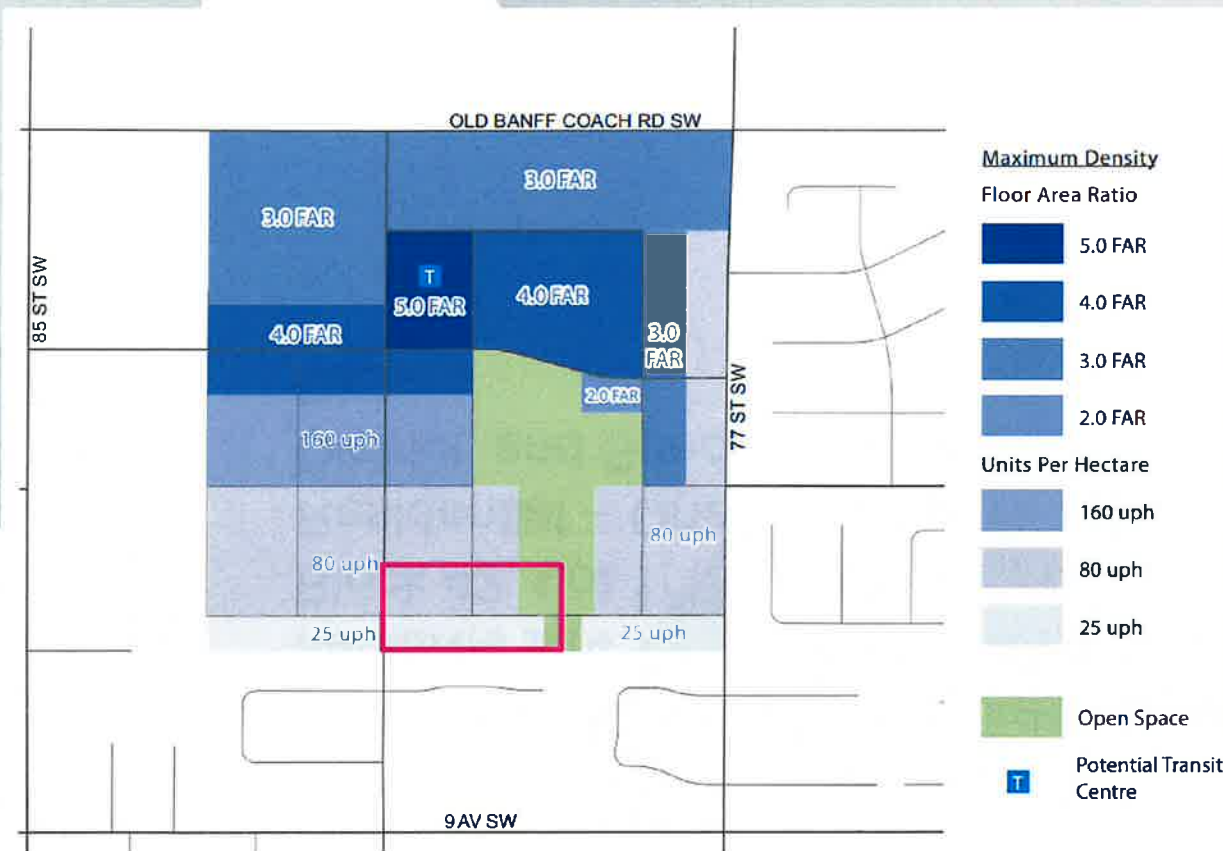 OLD BANFF COACH RD SW
3.0 FAR
3.0 FAR
T
5.0 FAR
4.0 FAR
4.0 FAR
3.0
FAR
2.0 FAR
160 uph
80 uph
80 uph
25 uph
25 uph
85 ST SW
77 ST SW
9 AV SW
Maximum Density
Floor Area Ratio
5.0 FAR
4.0 FAR
3.0 FAR
2.0 FAR
Units Per Hectare
160 uph
80 uph
25 uph
Open Space
T
Potential Transit
Centre